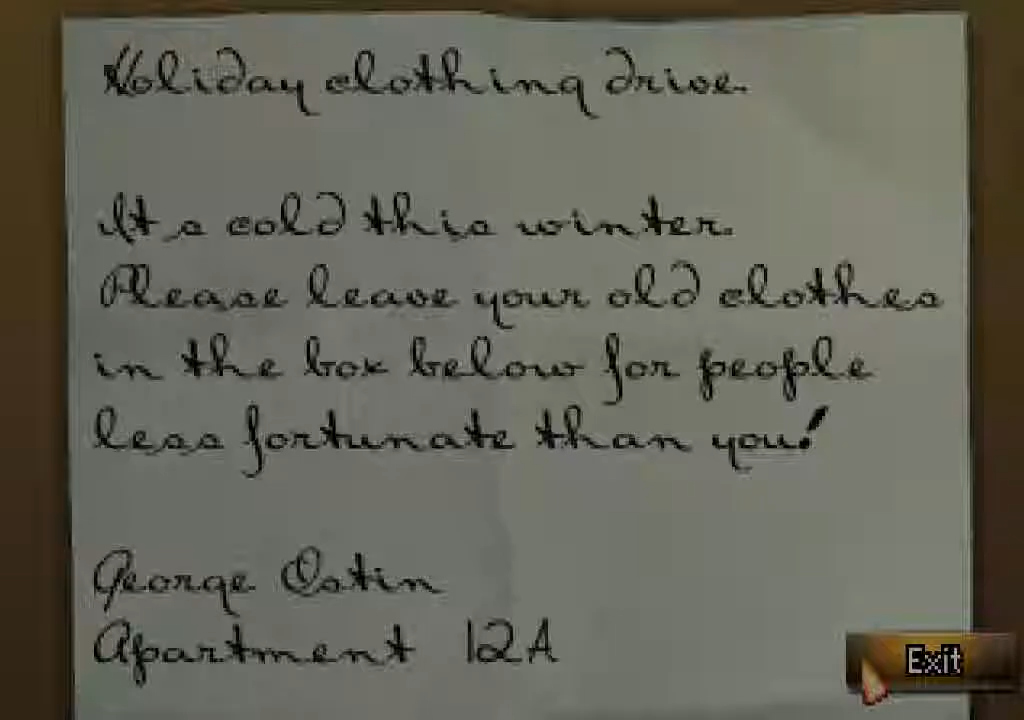 Holiday clothing drive.
It s cold this winter.
Please leave your old clothes
in the box below for people
less fortunate than you!
George Ostin
Apartment 12A
Exit